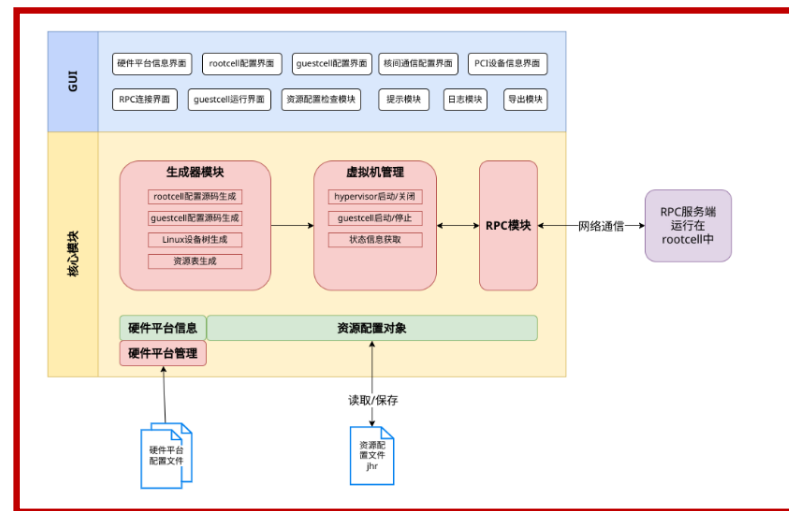 GUI
硬件平台信息界面
rootcell配置界面
guestcell配置界面
核间通信配置界面
PCI设备信息界面
RPC连接界面
guestcell运行界面
资源配置检查模块
提示模块
日志模块
导出模块
核心模块
生成器模块
rootcell配置源码生成
guestcell配置源码生成
Linux设备树生成
资源表生成
虚拟机管理
hypervisor启动/关闭
guestcell启动/停止
状态信息获取
RPC模块
网络通信
RPC服务端
运行在
rootcell中
硬件平台信息
资源配置对象
硬件平台管理
读取/保存
硬件平台
配置文件
资源配
置文件
jhr